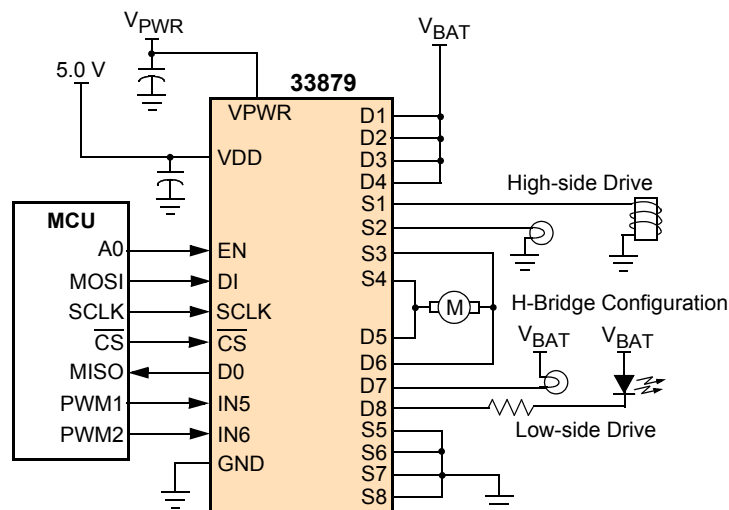 VPWR
VBAT
5.0 V
33879
VPWR
D1
D2
VDD
D3
D4
High-side Drive
S1
MCU
S2
A0
EN
S3
MOSI
DI
S4
SCLK
SCLK
M
H-Bridge Configuration
CS
CS
D5
VBAT
VBAT
MISO
D0
D6
D7
PWM1
IN5
D8
PWM2
IN6
S5
Low-side Drive
S6
GND
S7
S8